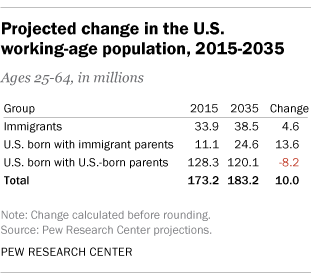 Projected change in the U.S.
working-age population, 2015-2035
Ages 25-64, in millions
Group 2015 2035 Change
Immigrants 33.9 38.5 4.6
U.S. born with immigrant parents 11.1 24.6 13.6
U.S. born with U.S.-born parents 128.3 120.1 -8.2
Total 173.2 183.2 10.0
Note: Change calculated before rounding.
Source: Pew Research Center projections.
PEW RESEARCH CENTER